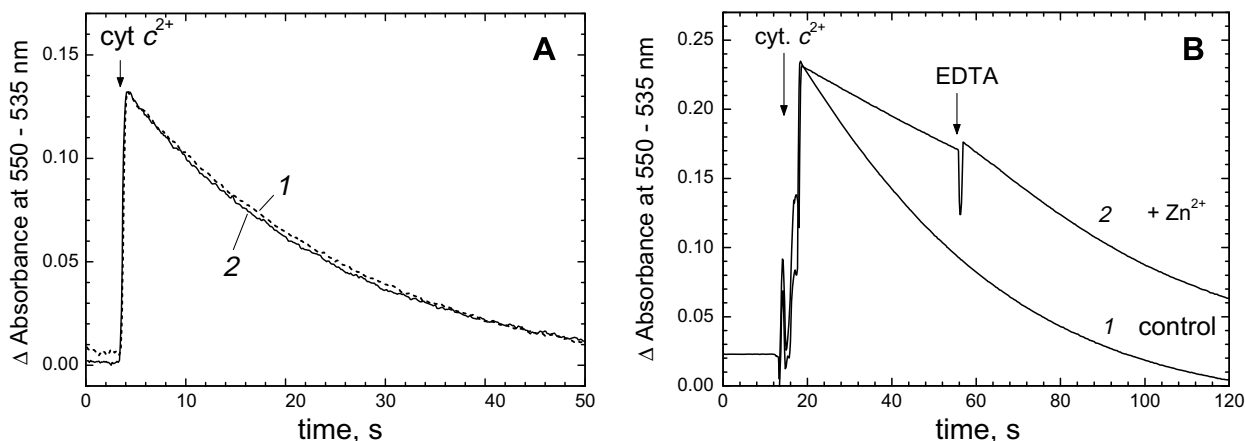 A
cyt c2+
0.15
0.10
0.05
0.00
1
2
Δ Absorbance at 550 - 535 nm
0 10 20 30 40 50
time, s
B
cyt. c2+
EDTA
0.25
0.20
0.15
0.10
0.05
0.00
2 + Zn2+
1 control
Δ Absorbance at 550 - 535 nm
0 20 40 60 80 100 120
time, s